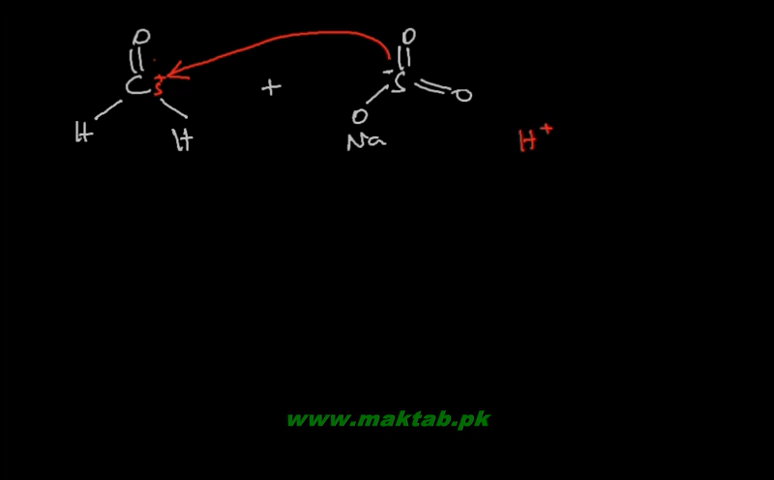 O O
C δ+ + -S O
H H O
Na H+
www.maktab.pk